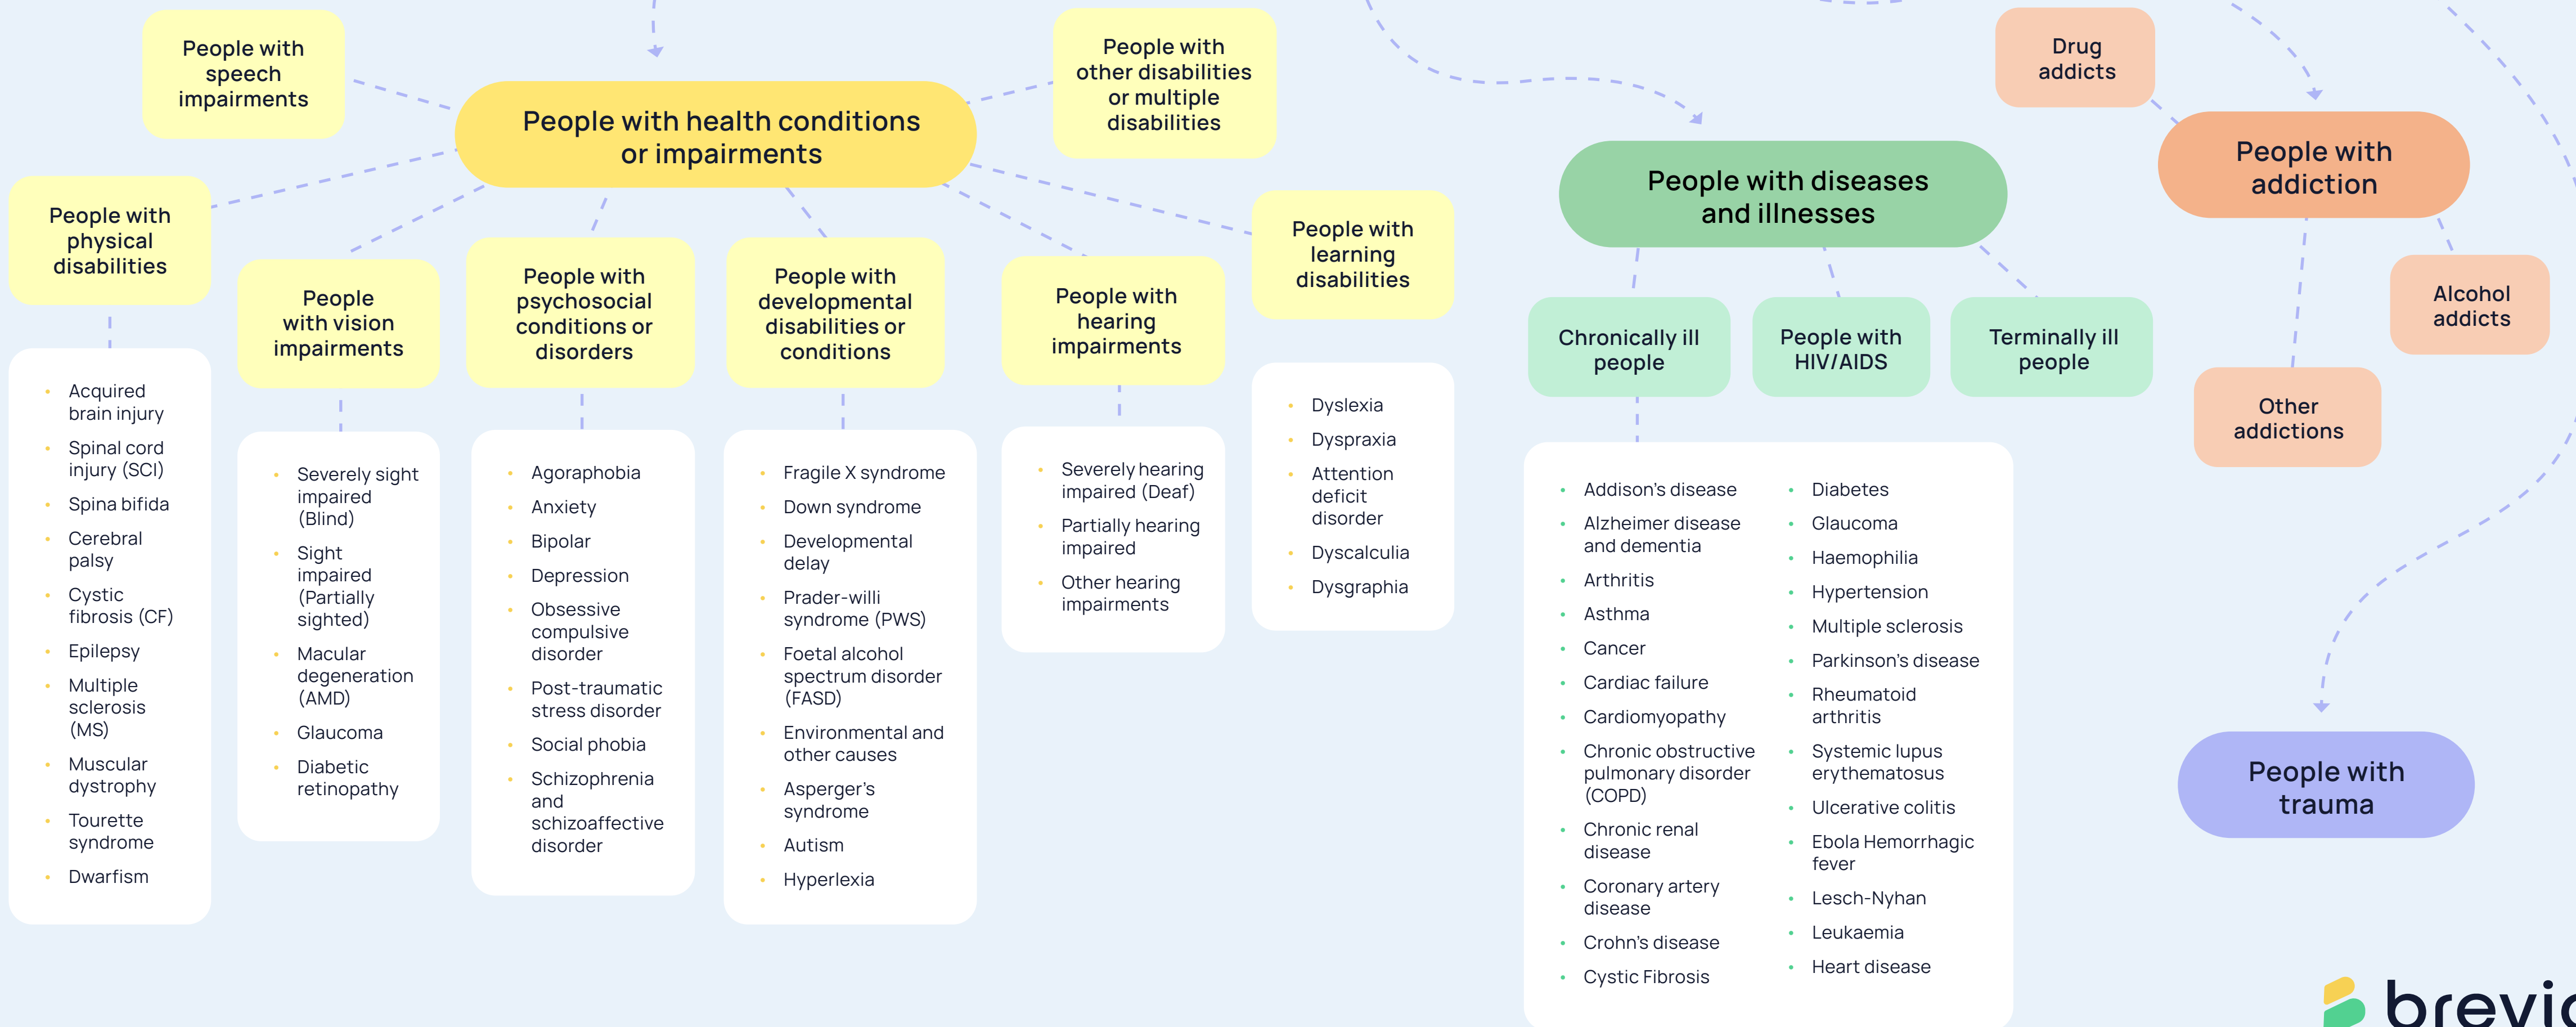 People with
speech
impairments
People with health conditions
or impairments
People with
other disabilities
or multiple
disabilities
People with
physical
disabilities
Acquired
brain injury
Spinal cord
injury (SCI)
Spina bifida
Cerebral
palsy
Cystic
fibrosis (CF)
Epilepsy
Multiple
sclerosis
(MS)
Muscular
dystrophy
Tourette
syndrome
Dwarfism
People
with vision
impairments
Severely sight
impaired
(Blind)
Sight
impaired
(Partially
sighted)
Macular
degeneration
(AMD)
Glaucoma
Diabetic
retinopathy
People with
psychosocial
conditions or
disorders
Agoraphobia
Anxiety
Bipolar
Depression
Obsessive
compulsive
disorder
Post-traumatic
stress disorder
Social phobia
Schizophrenia
and
schizoaffective
disorder
People with
developmental
disabilities or
conditions
Fragile X syndrome
Down syndrome
Developmental
delay
Prader-willi
syndrome (PWS)
Foetal alcohol
spectrum disorder
(FASD)
Environmental and
other causes
Asperger's
syndrome
Autism
Hyperlexia
People with
hearing
impairments
Severely hearing
impaired (Deaf)
Partially hearing
impaired
Other hearing
impairments
People with
learning
disabilities
Dyslexia
Dyspraxia
Attention
deficit
disorder
Dyscalculia
Dysgraphia
People with diseases
and illnesses
Chronically ill
people
People with
HIV/AIDS
Terminally ill
people
Addison's disease
Alzheimer disease
and dementia
Arthritis
Asthma
Cancer
Cardiac failure
Cardiomyopathy
Chronic obstructive
pulmonary disorder
(COPD)
Chronic renal
disease
Coronary artery
disease
Crohn's disease
Cystic Fibrosis
Diabetes
Glaucoma
Haemophilia
Hypertension
Multiple sclerosis
Parkinson's disease
Rheumatoid
arthritis
Systemic lupus
erythematosus
Ulcerative colitis
Ebola Hemorrhagic
fever
Lesch-Nyhan
Leukaemia
Heart disease
Drug
addicts
People with
addiction
Alcohol
addicts
Other
addictions
People with
trauma